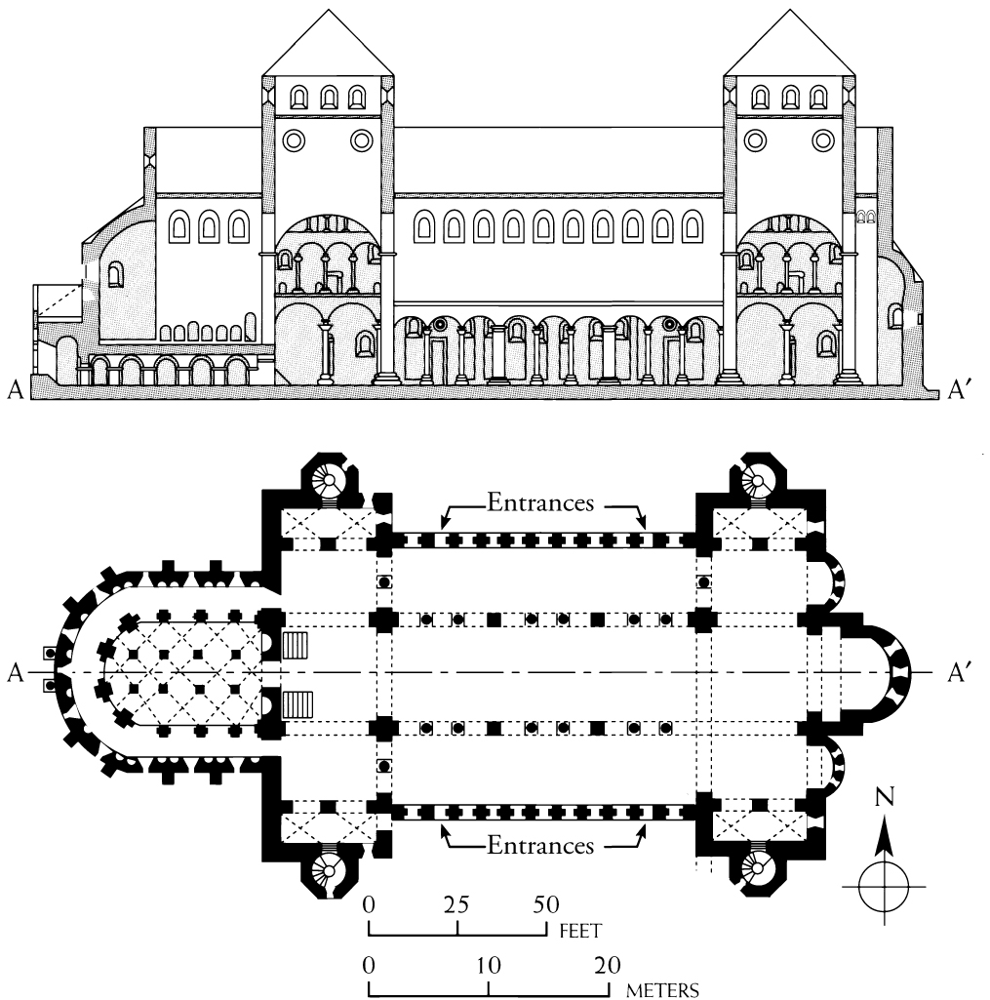 A A′
Entrances
A A′
Entrances
N
0 25 50
FEET
0 10 20
METERS